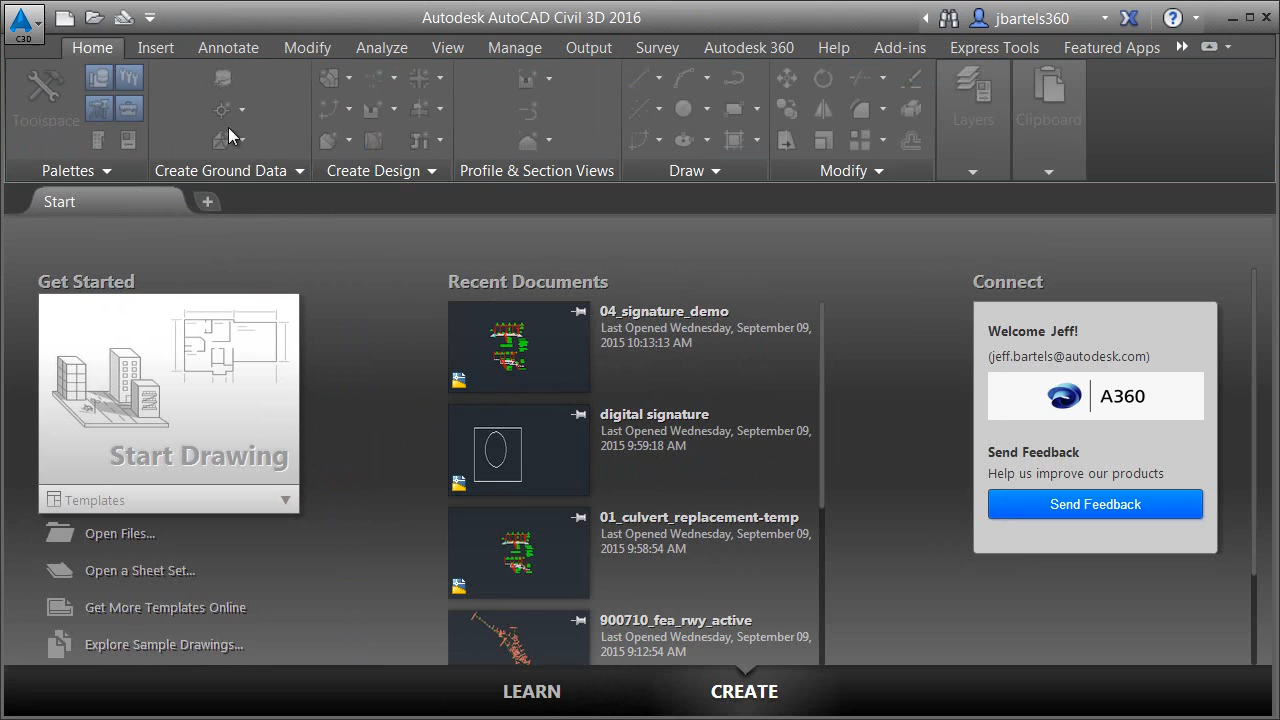 Autodesk AutoCAD Civil 3D 2016
jbartels360
C3D
Home Insert Annotate Modify Analyze View Manage Output Survey Autodesk 360 Help Add-ins Express Tools Featured Apps
Toolspace
Layers
Clipboard
Palettes
Create Ground Data
Create Design
Profile & Section Views
Draw
Modify
Start
Get Started
Start Drawing
Templates
Open Files...
Open a Sheet Set...
Get More Templates Online
Explore Sample Drawings...
Recent Documents
04_signature_demo
Last Opened Wednesday, September 09,
2015 10:13:13 AM
digital signature
Last Opened Wednesday, September 09,
2015 9:59:18 AM
01_culvert_replacement-temp
Last Opened Wednesday, September 09,
2015 9:58:54 AM
900710_fea_rwy_active
Last Opened Wednesday, September 09,
2015 9:12:54 AM
Connect
Welcome Jeff!
(jeff.bartels@autodesk.com)
A360
Send Feedback
Help us improve our products
Send Feedback
LEARN
CREATE